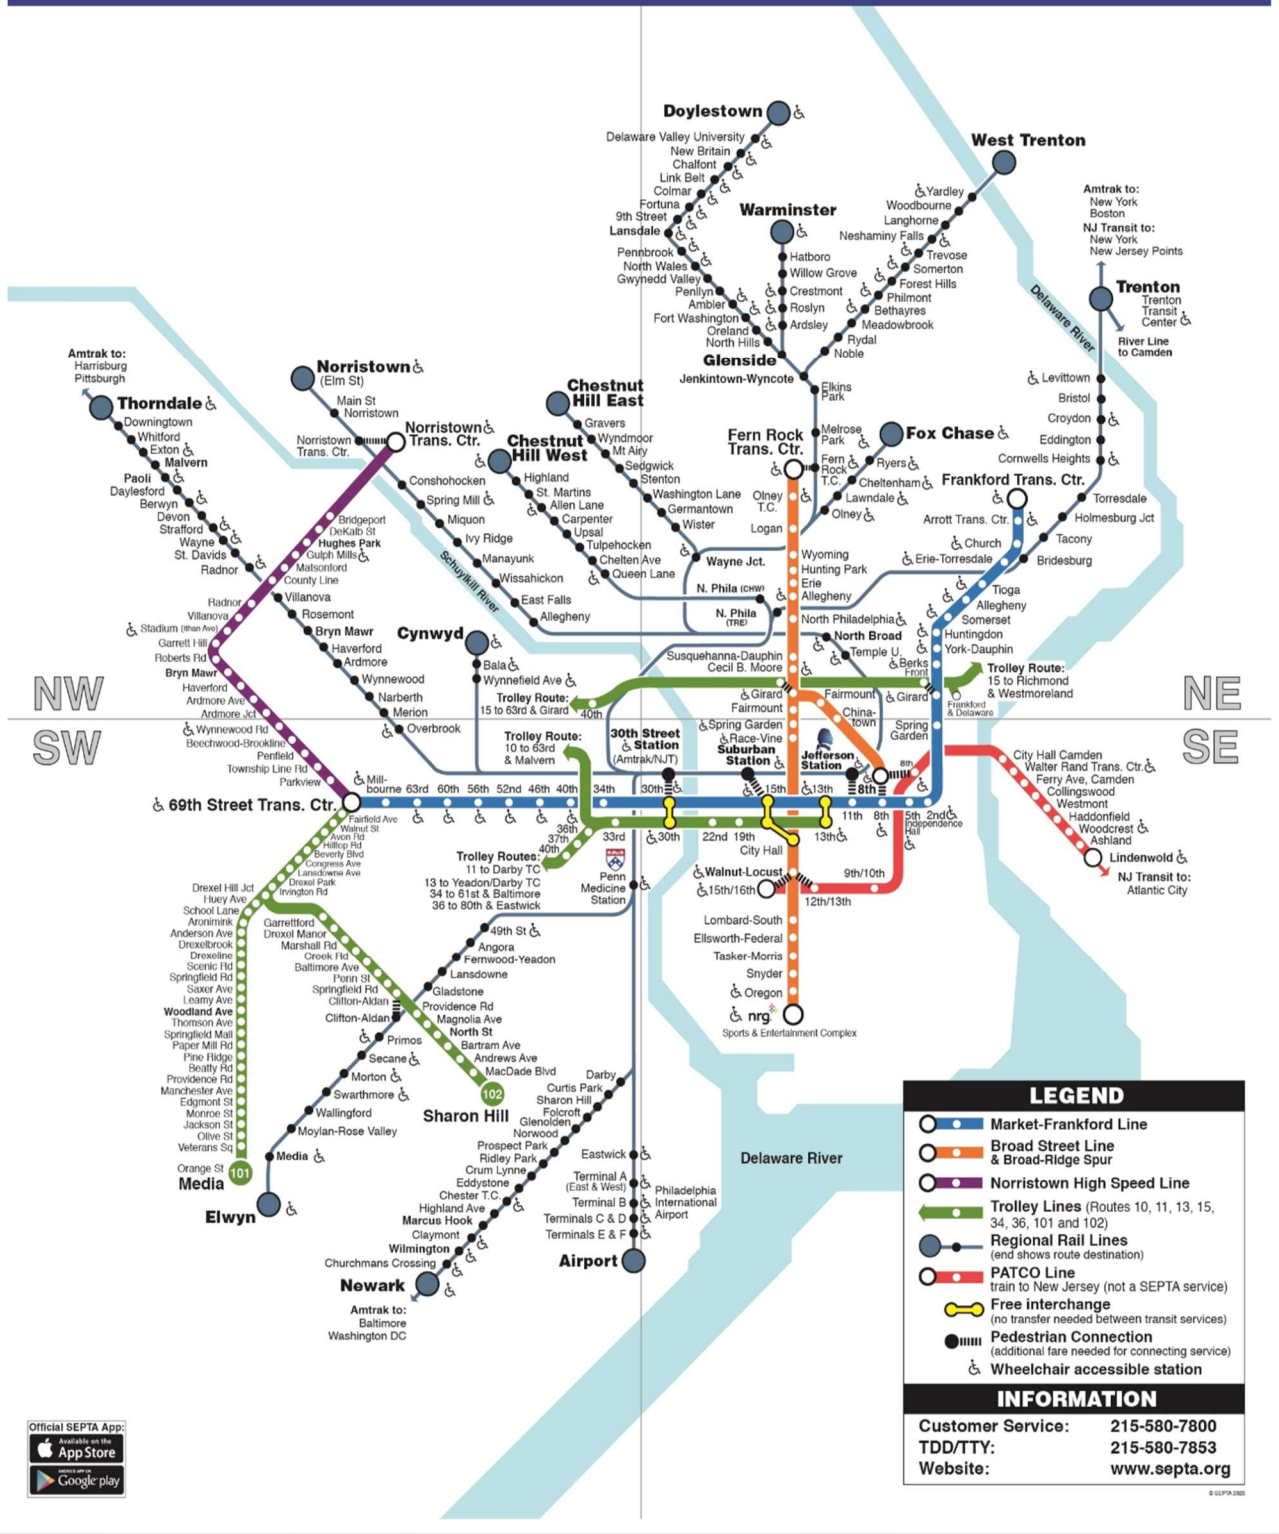 Doylestown
Delaware Valley University
New Britain
Chalfont
Link Belt
Colmar
Fortuna
9th Street
Lansdale
Pennbrook
North Wales
Gwynedd Valley
Penllyn
Ambler
Fort Washington
Oreland
North Hills
Glenside
Jenkintown-Wyncote
Warminster
Hatboro
Willow Grove
Crestmont
Roslyn
Ardsley
West Trenton
Yardley
Woodbourne
Langhorne
Neshaminy Falls
Trevose
Somerton
Forest Hills
Philmont
Bethayres
Meadowbrook
Rydal
Noble
Elkins
Park
Melrose
Park
Fern
Rock
T.C.
Amtrak to:
New York
Boston
NJ Transit to:
New York
New Jersey Points
Trenton
Trenton
Transit
Center
River Line
to Camden
Delaware River
Levittown
Bristol
Croydon
Eddington
Cornwells Heights
Torresdale
Holmesburg Jct
Tacony
Bridesburg
Fox Chase
Ryers
Cheltenham
Lawndale
Olney
Frankford Trans. Ctr.
Arrott Trans. Ctr.
Church
Erie-Torresdale
Tioga
Allegheny
Somerset
Huntingdon
York-Dauphin
Berks
Front
Girard
Spring
Garden
Trolley Route:
15 to Richmond
& Westmoreland
Frankford
& Delaware
Amtrak to:
Harrisburg
Pittsburgh
Thorndale
Downingtown
Whitford
Exton
Malvern
Paoli
Daylesford
Berwyn
Devon
Strafford
Wayne
St. Davids
Radnor
Villanova
Rosemont
Bryn Mawr
Haverford
Ardmore
Wynnewood
Narberth
Merion
Overbrook
Norristown
(Elm St)
Main St
Norristown
Norristown
Trans. Ctr.
Norristown
Trans. Ctr.
Conshohocken
Spring Mill
Miquon
Ivy Ridge
Manayunk
Wissahickon
East Falls
Allegheny
Schuylkill River
Bridgeport
DeKalb St
Hughes Park
Gulph Mills
Matsonford
County Line
Radnor
Villanova
Stadium (Ithan Ave)
Garrett Hill
Roberts Rd
Bryn Mawr
Haverford
Ardmore Ave
Ardmore Jct
Wynnewood Rd
Beechwood-Brookline
Penfield
Township Line Rd
Parkview
Chestnut
Hill East
Gravers
Wyndmoor
Mt Airy
Sedgwick
Stenton
Washington Lane
Germantown
Wister
Wayne Jct.
Chestnut
Hill West
Highland
St. Martins
Allen Lane
Carpenter
Upsal
Tulpehocken
Chelten Ave
Queen Lane
N. Phila (CHW)
N. Phila
(TRE)
North Broad
Temple U.
Cynwyd
Bala
Wynnefield Ave
Trolley Route:
15 to 63rd & Girard
40th
Fern Rock
Trans. Ctr.
Olney
T.C.
Logan
Wyoming
Hunting Park
Erie
Allegheny
North Philadelphia
Susquehanna-Dauphin
Cecil B. Moore
Girard
Fairmount
Spring Garden
Race-Vine
Fairmount
China-
town
NW
SW
NE
SE
Trolley Route:
10 to 63rd
& Malvern
30th Street
Station
(Amtrak/NJT)
Suburban
Station
Jefferson
Station
8th
69th Street Trans. Ctr.
Mill-
bourne
63rd
60th
56th
52nd
46th
40th
34th
30th
15th
13th
11th
8th
8th
5th
Independence
Hall
2nd
36th
37th
40th
33rd
30th
22nd
19th
13th
City Hall
Trolley Routes:
11 to Darby TC
13 to Yeadon/Darby TC
34 to 61st & Baltimore
36 to 80th & Eastwick
Penn
Penn
Medicine
Station
Walnut-Locust
15th/16th
12th/13th
9th/10th
Lombard-South
Ellsworth-Federal
Tasker-Morris
Snyder
Oregon
nrg
Sports & Entertainment Complex
City Hall Camden
Walter Rand Trans. Ctr.
Ferry Ave, Camden
Collingswood
Westmont
Haddonfield
Woodcrest
Ashland
Lindenwold
NJ Transit to:
Atlantic City
Fairfield Ave
Walnut St
Avon Rd
Hilltop Rd
Beverly Blvd
Congress Ave
Lansdowne Ave
Drexel Park
Irvington Rd
Drexel Hill Jct
Huey Ave
School Lane
Aronimink
Anderson Ave
Drexelbrook
Drexeline
Scenic Rd
Springfield Rd
Saxer Ave
Leamy Ave
Woodland Ave
Thomson Ave
Springfield Mall
Paper Mill Rd
Pine Ridge
Beatty Rd
Providence Rd
Manchester Ave
Edgmont St
Monroe St
Jackson St
Olive St
Veterans Sq
Orange St
Media
101
Garrettford
Drexel Manor
Marshall Rd
Creek Rd
Baltimore Ave
Penn St
Springfield Rd
Clifton-Aldan
Clifton-Aldan
Providence Rd
Magnolia Ave
North St
Bartram Ave
Andrews Ave
MacDade Blvd
102
Sharon Hill
49th St
Angora
Fernwood-Yeadon
Lansdowne
Gladstone
Primos
Secane
Morton
Swarthmore
Wallingford
Moylan-Rose Valley
Media
Elwyn
Darby
Curtis Park
Sharon Hill
Folcroft
Glenolden
Norwood
Prospect Park
Ridley Park
Crum Lynne
Eddystone
Chester T.C.
Highland Ave
Marcus Hook
Claymont
Wilmington
Churchmans Crossing
Newark
Amtrak to:
Baltimore
Washington DC
Eastwick
Terminal A
(East & West)
Terminal B
Terminals C & D
Terminals E & F
Philadelphia
International
Airport
Airport
Delaware River
LEGEND
Market-Frankford Line
Broad Street Line
& Broad-Ridge Spur
Norristown High Speed Line
Trolley Lines (Routes 10, 11, 13, 15,
34, 36, 101 and 102)
Regional Rail Lines
(end shows route destination)
PATCO Line
train to New Jersey (not a SEPTA service)
Free interchange
(no transfer needed between transit services)
Pedestrian Connection
(additional fare needed for connecting service)
Wheelchair accessible station
INFORMATION
Customer Service: 215-580-7800
TDD/TTY: 215-580-7853
Website: www.septa.org
© SEPTA 2020
Official SEPTA App:
Available on the
App Store
ANDROID APP ON
Google play